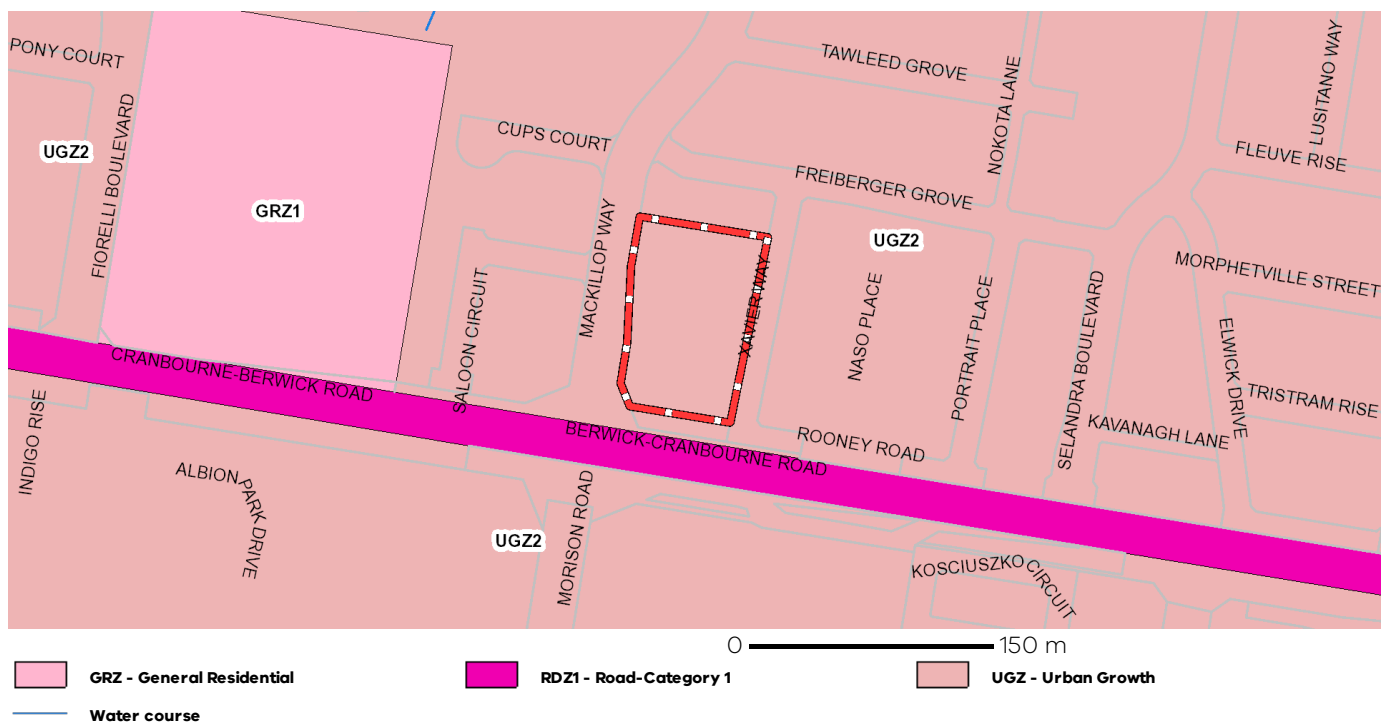 PONY COURT
FIORELLI BOULEVARD
UGZ2
GRZ1
CUPS COURT
MACKILLOP WAY
SALOON CIRCUIT
TAWLEED GROVE
NOKOTA LANE
LUSITANO WAY
FLEUVE RISE
FREIBERGER GROVE
UGZ2
XAVIER WAY
NASO PLACE
PORTRAIT PLACE
SELANDRA BOULEVARD
MORPHETVILLE STREET
ELWICK DRIVE
TRISTRAM RISE
KAVANAGH LANE
ROONEY ROAD
CRANBOURNE-BERWICK ROAD
BERWICK-CRANBOURNE ROAD
INDIGO RISE
ALBION PARK DRIVE
UGZ2
MORISON ROAD
KOSCIUSZKO CIRCUIT
0 150 m
GRZ - General Residential
RDZ1 - Road-Category 1
UGZ - Urban Growth
Water course